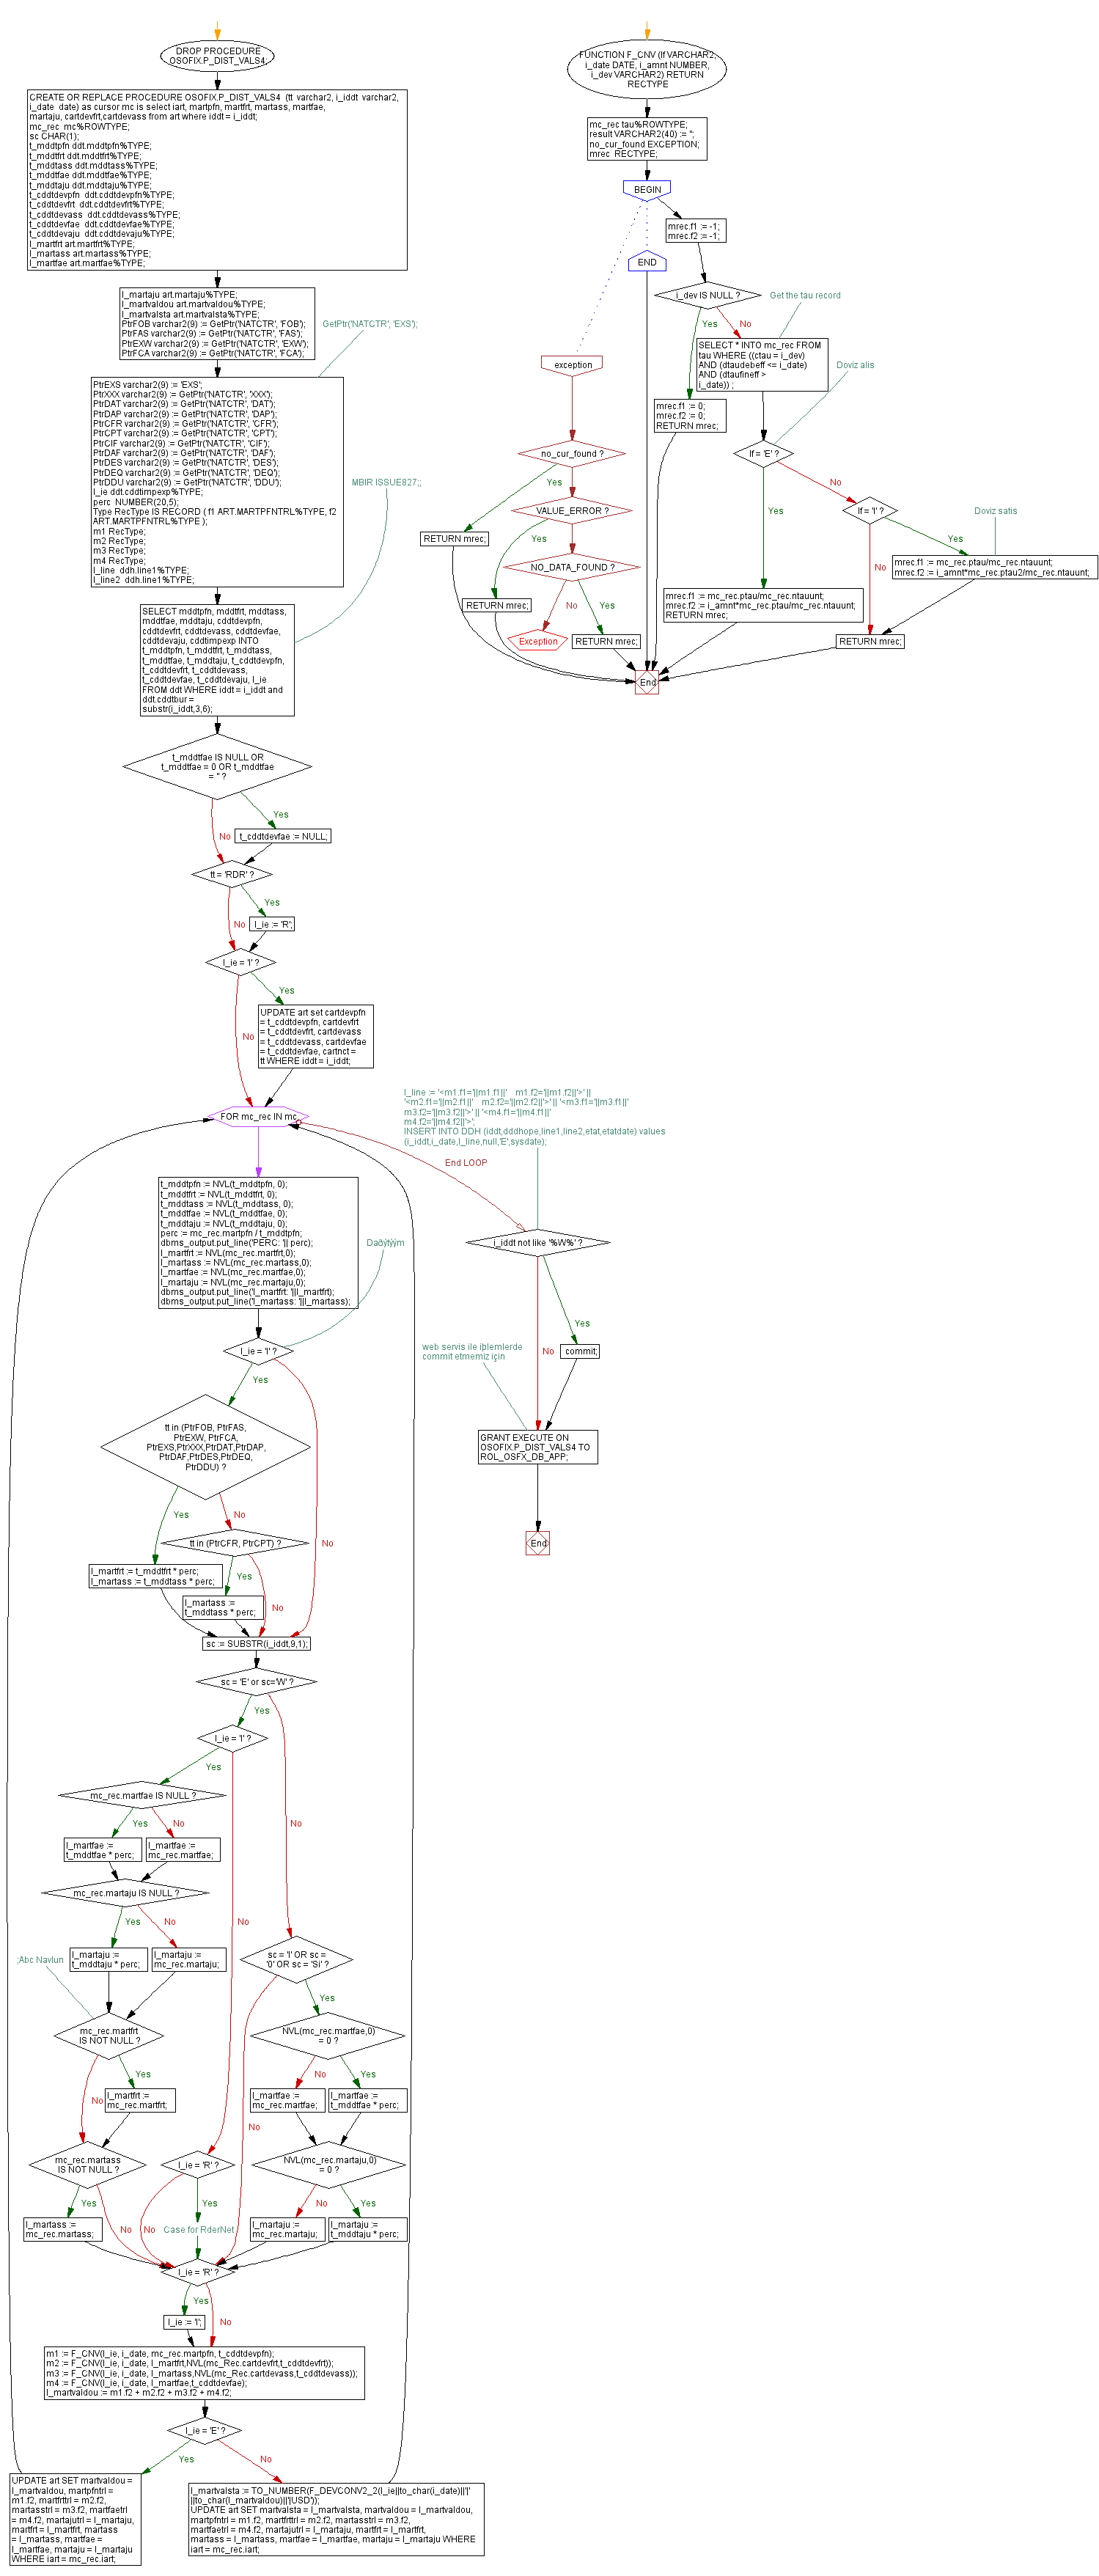 DROP PROCEDURE
OSOFIX.P_DIST_VALS4;
CREATE OR REPLACE PROCEDURE OSOFIX.P_DIST_VALS4 (tt varchar2, i_iddt varchar2,
i_date date) as cursor mc is select iart, martpfn, martfrt, martass, martfae,
martaju, cartdevfrt,cartdevass from art where iddt = i_iddt;
mc_rec mc%ROWTYPE;
sc CHAR(1);
t_mddtpfn ddt.mddtpfn%TYPE;
t_mddtfrt ddt.mddtfrt%TYPE;
t_mddtass ddt.mddtass%TYPE;
t_mddtfae ddt.mddtfae%TYPE;
t_mddtaju ddt.mddtaju%TYPE;
t_cddtdevpfn ddt.cddtdevpfn%TYPE;
t_cddtdevfrt ddt.cddtdevfrt%TYPE;
t_cddtdevass ddt.cddtdevass%TYPE;
t_cddtdevfae ddt.cddtdevfae%TYPE;
t_cddtdevaju ddt.cddtdevaju%TYPE;
l_martfrt art.martfrt%TYPE;
l_martass art.martass%TYPE;
l_martfae art.martfae%TYPE;
l_martaju art.martaju%TYPE;
l_martvaldou art.martvaldou%TYPE;
l_martvalsta art.martvalsta%TYPE;
PtrFOB varchar2(9) := GetPtr('NATCTR', 'FOB');
PtrFAS varchar2(9) := GetPtr('NATCTR', 'FAS');
PtrEXW varchar2(9) := GetPtr('NATCTR', 'EXW');
PtrFCA varchar2(9) := GetPtr('NATCTR', 'FCA');
GetPtr('NATCTR', 'EXS');
PtrEXS varchar2(9) := 'EXS';
PtrXXX varchar2(9) := GetPtr('NATCTR', 'XXX');
PtrDAT varchar2(9) := GetPtr('NATCTR', 'DAT');
PtrDAP varchar2(9) := GetPtr('NATCTR', 'DAP');
PtrCFR varchar2(9) := GetPtr('NATCTR', 'CFR');
PtrCPT varchar2(9) := GetPtr('NATCTR', 'CPT');
PtrCIF varchar2(9) := GetPtr('NATCTR', 'CIF');
PtrDAF varchar2(9) := GetPtr('NATCTR', 'DAF');
PtrDES varchar2(9) := GetPtr('NATCTR', 'DES');
PtrDEQ varchar2(9) := GetPtr('NATCTR', 'DEQ');
PtrDDU varchar2(9) := GetPtr('NATCTR', 'DDU');
l_ie ddt.cddtimpexp%TYPE;
perc NUMBER(20,5);
Type RecType IS RECORD ( f1 ART.MARTPFNTRL%TYPE, f2
ART.MARTPFNTRL%TYPE );
m1 RecType;
m2 RecType;
m3 RecType;
m4 RecType;
l_line ddh.line1%TYPE;
l_line2 ddh.line1%TYPE;
MBIR ISSUE827;;
SELECT mddtpfn, mddtfrt, mddtass,
mddtfae, mddtaju, cddtdevpfn,
cddtdevfrt, cddtdevass, cddtdevfae,
cddtdevaju, cddtimpexp INTO
t_mddtpfn, t_mddtfrt, t_mddtass,
t_mddtfae, t_mddtaju, t_cddtdevpfn,
t_cddtdevfrt, t_cddtdevass,
t_cddtdevfae, t_cddtdevaju, l_ie
FROM ddt WHERE iddt = i_iddt and
ddt.cddtbur =
substr(i_iddt,3,6);
t_mddtfae IS NULL OR
t_mddtfae = 0 OR t_mddtfae
= '' ?
Yes
No
t_cddtdevfae := NULL;
tt = 'RDR' ?
Yes
No
l_ie := 'R';
l_ie = 'I' ?
Yes
No
UPDATE art set cartdevpfn
= t_cddtdevpfn, cartdevfrt
= t_cddtdevfrt, cartdevass
= t_cddtdevass, cartdevfae
= t_cddtdevfae, cartnct =
tt WHERE iddt = i_iddt;
FOR mc_rec IN mc
End LOOP
t_mddtpfn := NVL(t_mddtpfn, 0);
t_mddtfrt := NVL(t_mddtfrt, 0);
t_mddtass := NVL(t_mddtass, 0);
t_mddtfae := NVL(t_mddtfae, 0);
t_mddtaju := NVL(t_mddtaju, 0);
perc := mc_rec.martpfn / t_mddtpfn;
dbms_output.put_line('PERC: '|| perc);
l_martfrt := NVL(mc_rec.martfrt,0);
l_martass := NVL(mc_rec.martass,0);
l_martfae := NVL(mc_rec.martfae,0);
l_martaju := NVL(mc_rec.martaju,0);
dbms_output.put_line('l_martfrt: '||l_martfrt);
dbms_output.put_line('l_martass: '||l_martass);
Daðýtýým
l_ie = 'I' ?
Yes
No
tt in (PtrFOB, PtrFAS,
PtrEXW, PtrFCA,
PtrEXS,PtrXXX,PtrDAT,PtrDAP,
PtrDAF,PtrDES,PtrDEQ,
PtrDDU) ?
Yes
No
tt in (PtrCFR, PtrCPT) ?
Yes
No
l_martfrt := t_mddtfrt * perc;
l_martass := t_mddtass * perc;
l_martass :=
t_mddtass * perc;
sc := SUBSTR(i_iddt,9,1);
sc = 'E' or sc='W' ?
Yes
No
l_ie = 'I' ?
Yes
No
mc_rec.martfae IS NULL ?
Yes
No
l_martfae :=
t_mddtfae * perc;
l_martfae :=
mc_rec.martfae;
mc_rec.martaju IS NULL ?
Yes
No
l_martaju :=
t_mddtaju * perc;
l_martaju :=
mc_rec.martaju;
;Abc Navlun
mc_rec.martfrt
IS NOT NULL ?
Yes
No
l_martfrt :=
mc_rec.martfrt;
mc_rec.martass
IS NOT NULL ?
Yes
No
l_martass :=
mc_rec.martass;
l_ie = 'R' ?
Yes
No
Case for RderNet
sc = 'I' OR sc =
'0' OR sc = 'Si' ?
Yes
No
NVL(mc_rec.martfae,0)
= 0 ?
No
Yes
l_martfae :=
mc_rec.martfae;
l_martfae :=
t_mddtfae * perc;
NVL(mc_rec.martaju,0)
= 0 ?
No
Yes
l_martaju :=
mc_rec.martaju;
l_martaju :=
t_mddtaju * perc;
l_ie = 'R' ?
Yes
No
l_ie := 'I';
m1 := F_CNV(l_ie, i_date, mc_rec.martpfn, t_cddtdevpfn);
m2 := F_CNV(l_ie, i_date, l_martfrt,NVL(mc_Rec.cartdevfrt,t_cddtdevfrt));
m3 := F_CNV(l_ie, i_date, l_martass,NVL(mc_Rec.cartdevass,t_cddtdevass));
m4 := F_CNV(l_ie, i_date, l_martfae,t_cddtdevfae);
l_martvaldou := m1.f2 + m2.f2 + m3.f2 + m4.f2;
l_ie = 'E' ?
Yes
No
UPDATE art SET martvaldou =
l_martvaldou, martpfntrl =
m1.f2, martfrttrl = m2.f2,
martasstrl = m3.f2, martfaetrl
= m4.f2, martajutrl = l_martaju,
martfrt = l_martfrt, martass
= l_martass, martfae =
l_martfae, martaju = l_martaju
WHERE iart = mc_rec.iart;
l_martvalsta := TO_NUMBER(F_DEVCONV2_2(l_ie||to_char(i_date)||'|'
||to_char(l_martvaldou)||'|USD'));
UPDATE art SET martvalsta = l_martvalsta, martvaldou = l_martvaldou,
martpfntrl = m1.f2, martfrttrl = m2.f2, martasstrl = m3.f2,
martfaetrl = m4.f2, martajutrl = l_martaju, martfrt = l_martfrt,
martass = l_martass, martfae = l_martfae, martaju = l_martaju WHERE
iart = mc_rec.iart;
l_line := '<m1.f1='||m1.f1||' m1.f2='||m1.f2||'>' ||
'<m2.f1='||m2.f1||' m2.f2='||m2.f2||'>' || '<m3.f1='||m3.f1||'
m3.f2='||m3.f2||'>' || '<m4.f1='||m4.f1||'
m4.f2='||m4.f2||'>';
INSERT INTO DDH (iddt,dddhope,line1,line2,etat,etatdate) values
(i_iddt,i_date,l_line,null,'E',sysdate);
i_iddt not like '%W%' ?
Yes
No
commit;
web servis ile iþlemlerde
commit etmemiz için
GRANT EXECUTE ON
OSOFIX.P_DIST_VALS4 TO
ROL_OSFX_DB_APP;
End
FUNCTION F_CNV (lf VARCHAR2,
i_date DATE, i_amnt NUMBER,
i_dev VARCHAR2) RETURN
RECTYPE
mc_rec tau%ROWTYPE;
result VARCHAR2(40) := '';
no_cur_found EXCEPTION;
mrec RECTYPE;
BEGIN
END
mrec.f1 := -1;
mrec.f2 := -1;
i_dev IS NULL ?
Yes
No
Get the tau record
SELECT * INTO mc_rec FROM
tau WHERE ((ctau = i_dev)
AND (dtaudebeff <= i_date)
AND (dtaufineff >
i_date)) ;
mrec.f1 := 0;
mrec.f2 := 0;
RETURN mrec;
Doviz alis
lf = 'E' ?
Yes
No
lf = 'I' ?
Yes
No
Doviz satis
mrec.f1 := mc_rec.ptau/mc_rec.ntauunt;
mrec.f2 := i_amnt*mc_rec.ptau2/mc_rec.ntauunt;
mrec.f1 := mc_rec.ptau/mc_rec.ntauunt;
mrec.f2 := i_amnt*mc_rec.ptau/mc_rec.ntauunt;
RETURN mrec;
RETURN mrec;
exception
no_cur_found ?
Yes
RETURN mrec;
VALUE_ERROR ?
Yes
RETURN mrec;
NO_DATA_FOUND ?
No
Yes
Exception
RETURN mrec;
End